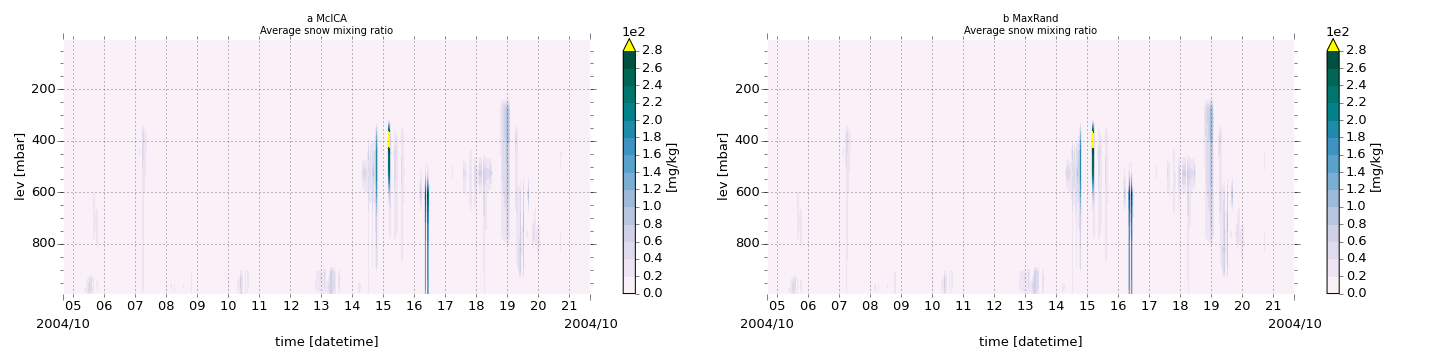 a McICA
Average snow mixing ratio
1e2
2.8
2.6
2.4
2.2
2.0
1.8
1.6
1.4
1.2
1.0
0.8
0.6
0.4
0.2
0.0
[mg/kg]
lev [mbar]
200
400
600
800
05 06 07 08 09 10 11 12 13 14 15 16 17 18 19 20 21
2004/10 2004/10
time [datetime]
b MaxRand
Average snow mixing ratio
1e2
2.8
2.6
2.4
2.2
2.0
1.8
1.6
1.4
1.2
1.0
0.8
0.6
0.4
0.2
0.0
[mg/kg]
lev [mbar]
200
400
600
800
05 06 07 08 09 10 11 12 13 14 15 16 17 18 19 20 21
2004/10 2004/10
time [datetime]